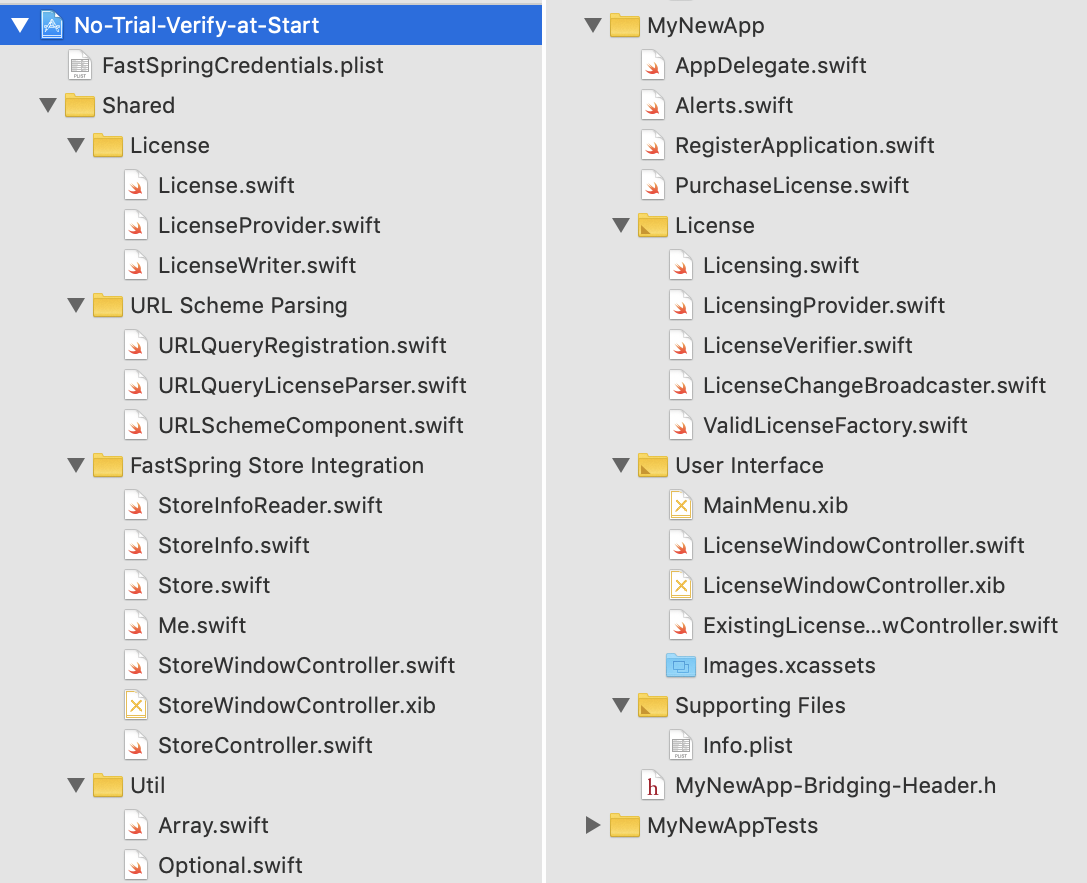 No-Trial-Verify-at-Start
FastSpringCredentials.plist
Shared
License
License.swift
LicenseProvider.swift
LicenseWriter.swift
URL Scheme Parsing
URLQueryRegistration.swift
URLQueryLicenseParser.swift
URLSchemeComponent.swift
FastSpring Store Integration
StoreInfoReader.swift
StoreInfo.swift
Store.swift
Me.swift
StoreWindowController.swift
StoreWindowController.xib
StoreController.swift
Util
Array.swift
Optional.swift
MyNewApp
AppDelegate.swift
Alerts.swift
RegisterApplication.swift
PurchaseLicense.swift
License
Licensing.swift
LicensingProvider.swift
LicenseVerifier.swift
LicenseChangeBroadcaster.swift
ValidLicenseFactory.swift
User Interface
MainMenu.xib
LicenseWindowController.swift
LicenseWindowController.xib
ExistingLicense...wController.swift
Images.xcassets
Supporting Files
Info.plist
h MyNewApp-Bridging-Header.h
MyNewAppTests